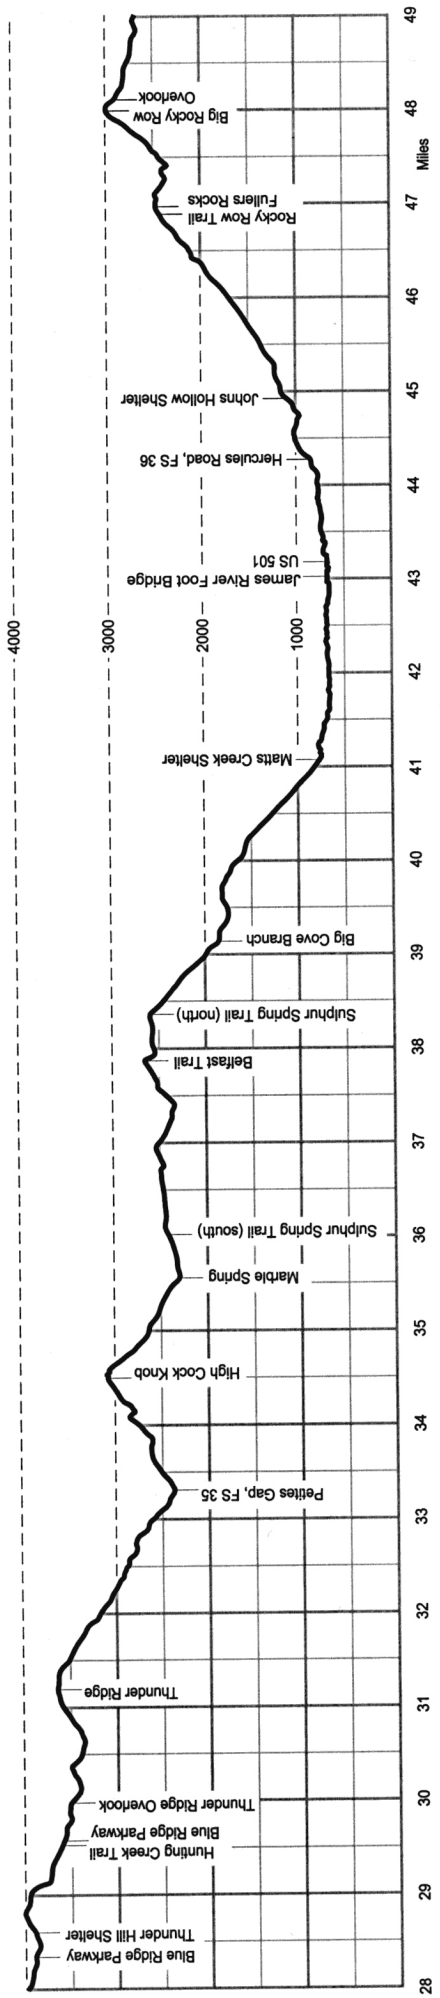 4000
3000
2000
1000
Blue Ridge Parkway
Thunder Hill Shelter
Hunting Creek Trail
Blue Ridge Parkway
Thunder Ridge Overlook
Thunder Ridge
Petites Gap, FS 35
High Cock Knob
Marble Spring
Sulphur Spring Trail (south)
Belfast Trail
Sulphur Spring Trail (north)
Big Cove Branch
Matts Creek Shelter
James River Foot Bridge
US 501
Hercules Road, FS 36
Johns Hollow Shelter
Rocky Row Trail
Fullers Rocks
Big Rocky Row
Overlook
28
29
30
31
32
33
34
35
36
37
38
39
40
41
42
43
44
45
46
47
48
49
Miles